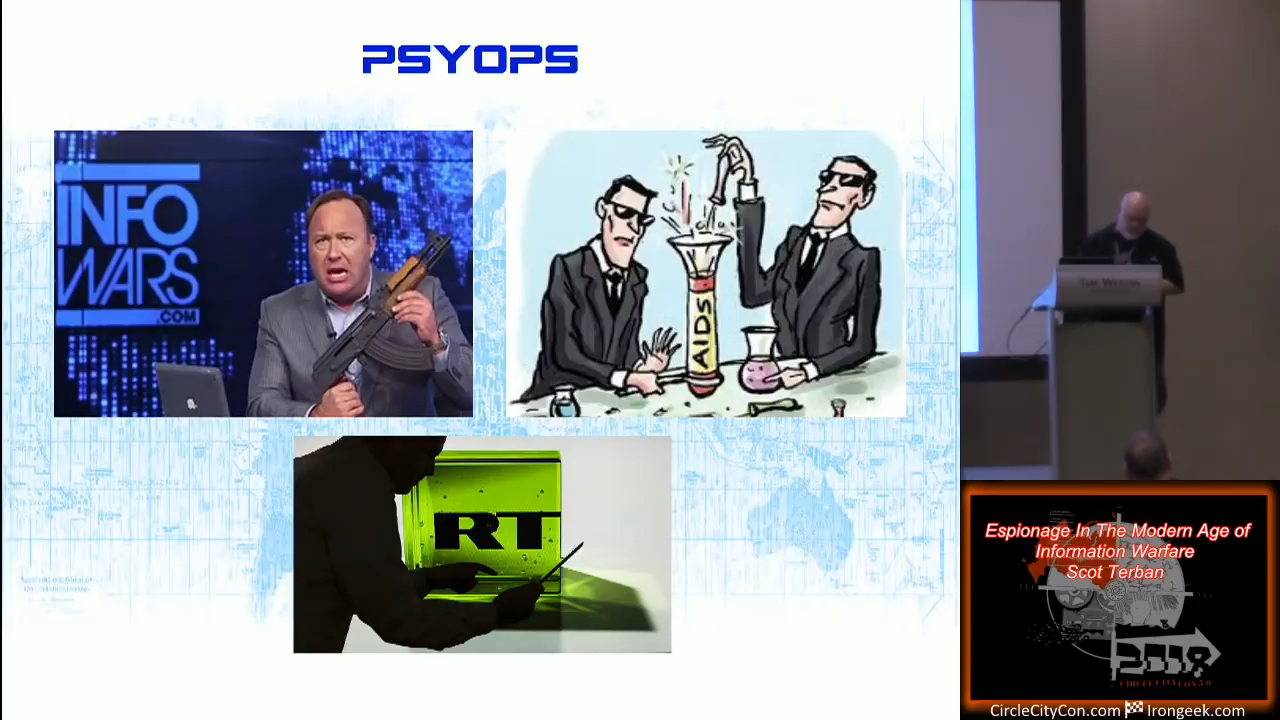 PSYOPS
INFO
WARS
.COM
AIDS
RT
Espionage In The Modern Age of
Information Warfare
Scot Terban
2018
CircleCityCon.com Irongeek.com